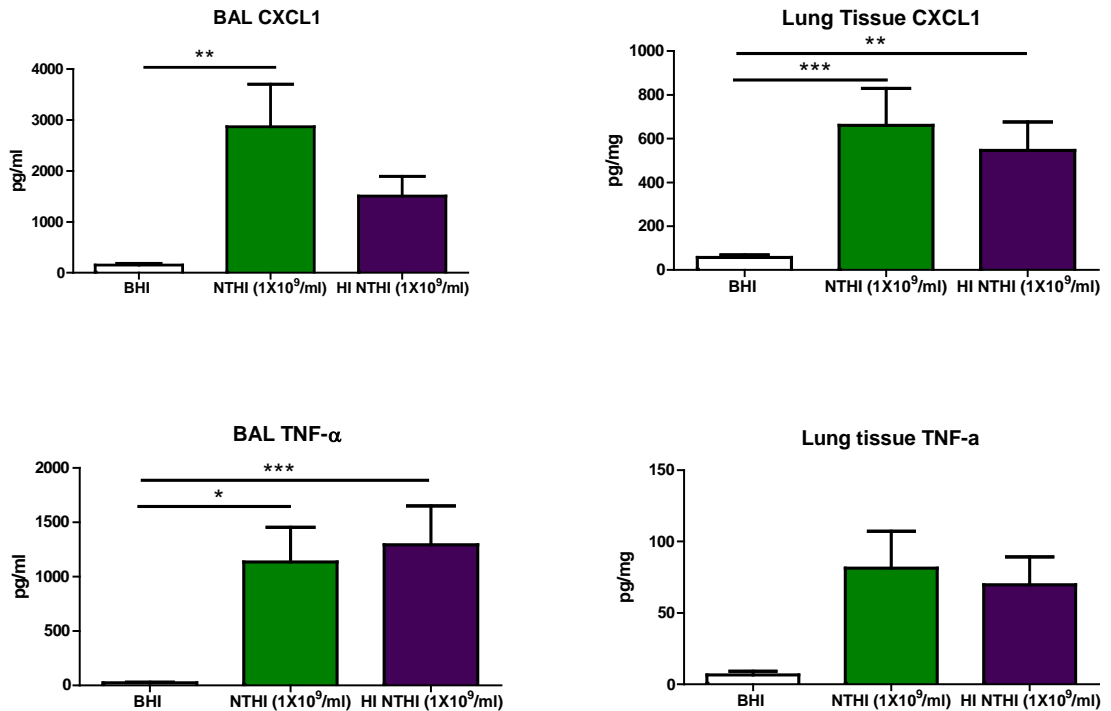 BAL CXCL1
**
4000
3000
2000
1000
0
pg/ml
BHI
NTHI (1X10⁹/ml)
HI NTHI (1X10⁹/ml)
Lung Tissue CXCL1
**
***
1000
800
600
400
200
0
pg/mg
BHI
NTHI (1X10⁹/ml)
HI NTHI (1X10⁹/ml)
BAL TNF-α
***
*
2000
1500
1000
500
0
pg/ml
BHI
NTHI (1X10⁹/ml)
HI NTHI (1X10⁹/ml)
Lung tissue TNF-a
150
100
50
0
pg/mg
BHI
NTHI (1X10⁹/ml)
HI NTHI (1X10⁹/ml)